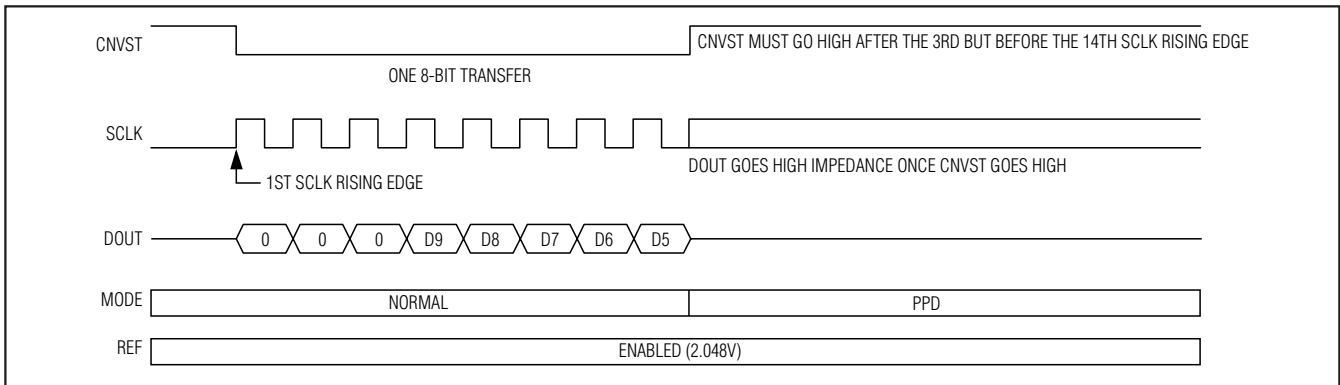 CNVST
CNVST MUST GO HIGH AFTER THE 3RD BUT BEFORE THE 14TH SCLK RISING EDGE
ONE 8-BIT TRANSFER
SCLK
DOUT GOES HIGH IMPEDANCE ONCE CNVST GOES HIGH
1ST SCLK RISING EDGE
DOUT 0 0 0 D9 D8 D7 D6 D5
MODE NORMAL PPD
REF ENABLED (2.048V)